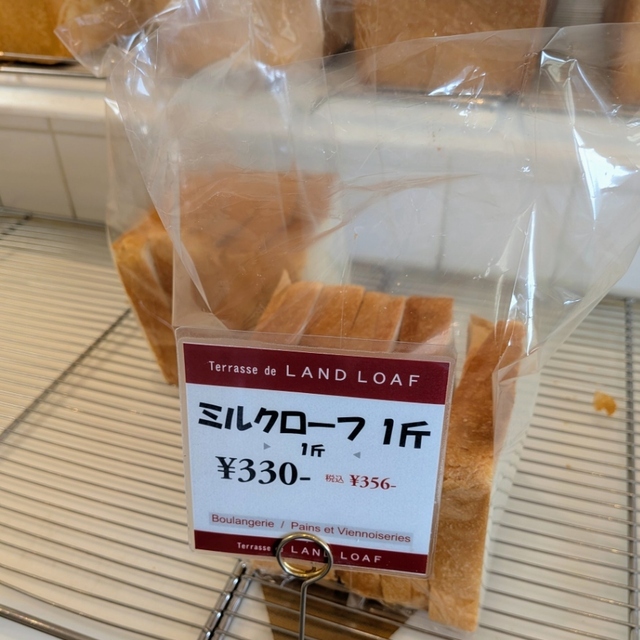 Terrasse de LAND LOAF
ミルクローフ 1斤
▶ 1斤 ◀
¥330- 税込 ¥356-
Boulangerie / Pains et Viennoiseries
Terrasse de LAND LOAF